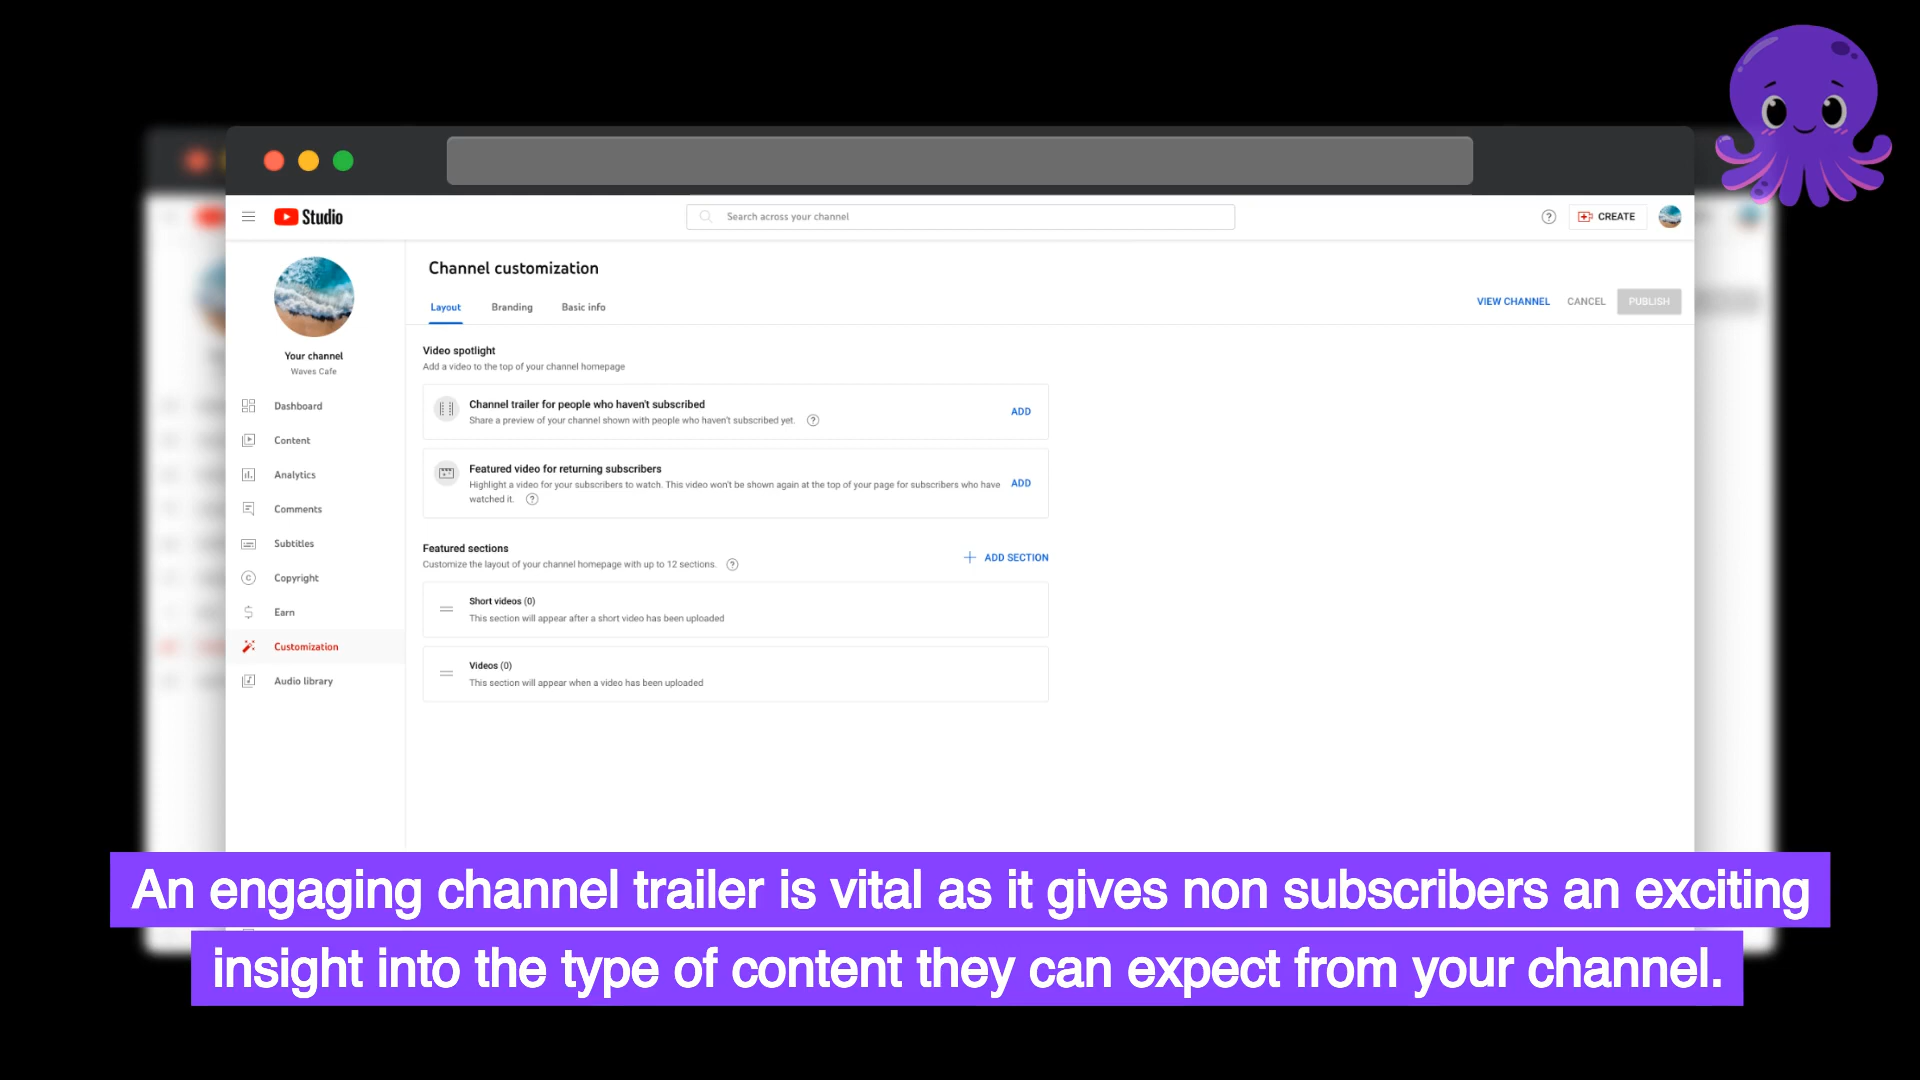 Studio
Search across your channel
CREATE
Channel customization
Layout
Branding
Basic info
VIEW CHANNEL
CANCEL
PUBLISH
Your channel
Waves Cafe
Dashboard
Content
Analytics
Comments
Subtitles
Copyright
Earn
Customization
Audio library
Video spotlight
Add a video to the top of your channel homepage
Channel trailer for people who haven't subscribed
Share a preview of your channel shown with people who haven't subscribed yet.
ADD
Featured video for returning subscribers
Highlight a video for your subscribers to watch. This video won't be shown again at the top of your page for subscribers who have
watched it.
ADD
Featured sections
Customize the layout of your channel homepage with up to 12 sections.
ADD SECTION
Short videos (0)
This section will appear after a short video has been uploaded
Videos (0)
This section will appear when a video has been uploaded
An engaging channel trailer is vital as it gives non subscribers an exciting
insight into the type of content they can expect from your channel.